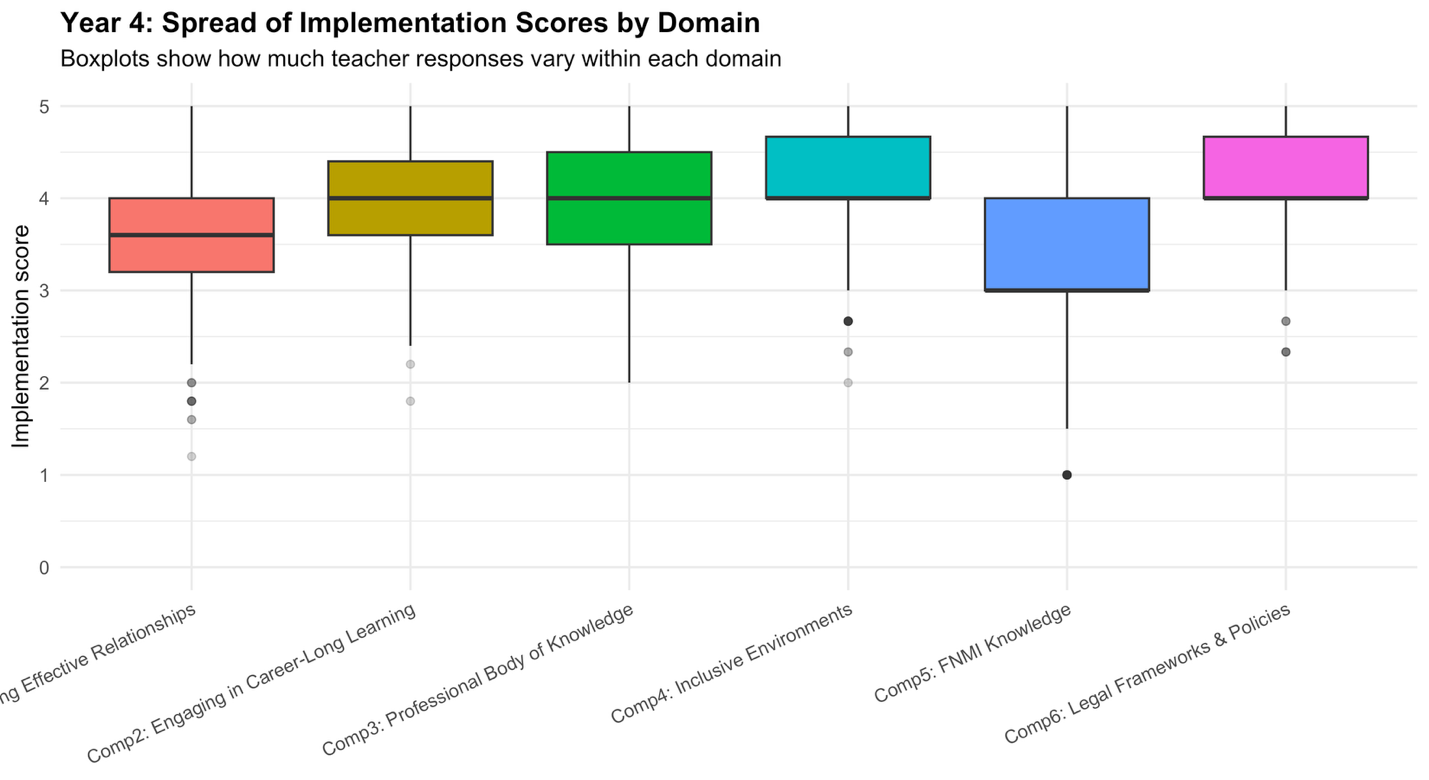 Year 4: Spread of Implementation Scores by Domain
Boxplots show how much teacher responses vary within each domain
Implementation score
5
4
3
2
1
0
ng Effective Relationships
Comp2: Engaging in Career-Long Learning
Comp3: Professional Body of Knowledge
Comp4: Inclusive Environments
Comp5: FNMI Knowledge
Comp6: Legal Frameworks & Policies